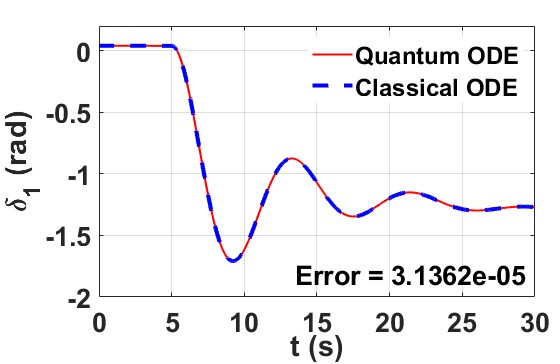 0
-0.5
-1
-1.5
-2
δ1 (rad)
Quantum ODE
Classical ODE
Error = 3.1362e-05
0 5 10 15 20 25 30
t (s)